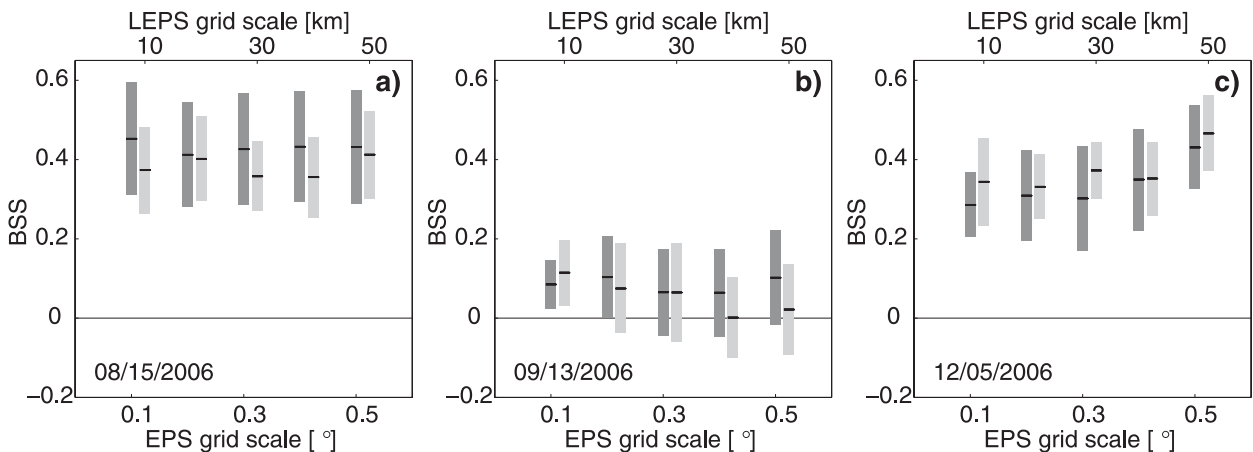 LEPS grid scale [km]
10 30 50
a)
BSS
0.6
0.4
0.2
0
−0.2
08/15/2006
0.1 0.3 0.5
EPS grid scale [ °]
LEPS grid scale [km]
10 30 50
b)
BSS
0.6
0.4
0.2
0
−0.2
09/13/2006
0.1 0.3 0.5
EPS grid scale [ °]
LEPS grid scale [km]
10 30 50
c)
BSS
0.6
0.4
0.2
0
−0.2
12/05/2006
0.1 0.3 0.5
EPS grid scale [ °]